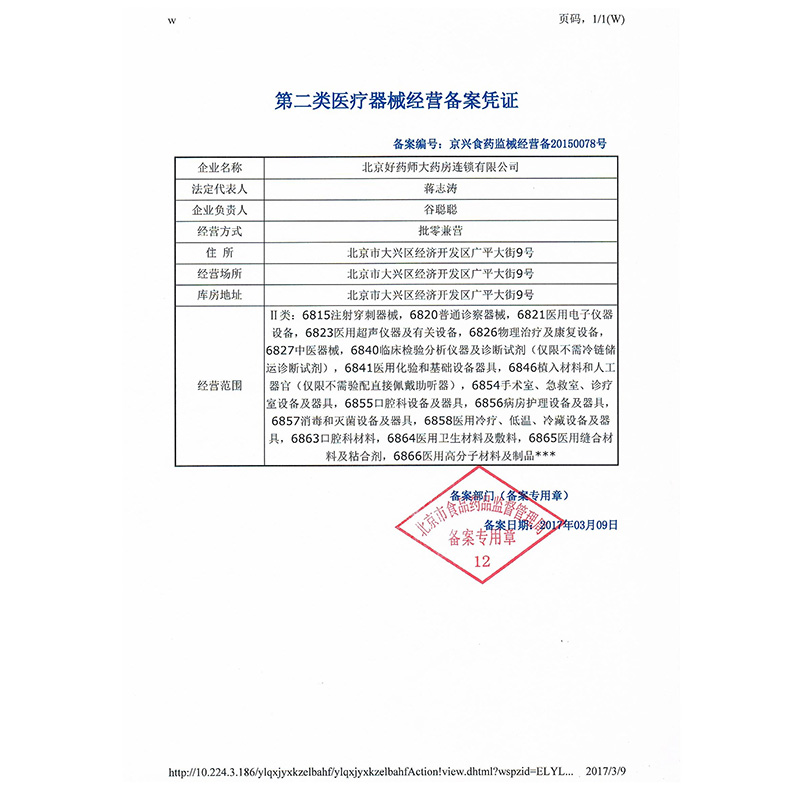 w
页码，1/1(W)
第二类医疗器械经营备案凭证
备案编号：京兴食药监械经营备20150078号
企业名称 北京好药师大药房连锁有限公司
法定代表人 蒋志涛
企业负责人 谷聪聪
经营方式 批零兼营
住 所 北京市大兴区经济开发区广平大街9号
经营场所 北京市大兴区经济开发区广平大街9号
库房地址 北京市大兴区经济开发区广平大街9号
经营范围
II类：6815注射穿刺器械，6820普通诊察器械，6821医用电子仪器
设备，6823医用超声仪器及有关设备，6826物理治疗及康复设备，
6827中医器械，6840临床检验分析仪器及诊断试剂（仅限不需冷链储
运诊断试剂），6841医用化验和基础设备器具，6846植入材料和人工
器官（仅限不需验配直接佩戴助听器），6854手术室、急救室、诊疗
室设备及器具，6855口腔科设备及器具，6856病房护理设备及器具，
6857消毒和灭菌设备及器具，6858医用冷疗、低温、冷藏设备及器
具，6863口腔科材料，6864医用卫生材料及敷料，6865医用缝合材
料及粘合剂，6866医用高分子材料及制品***
备案部门（备案专用章）
备案日期：2017年03月09日
北京市食品药品监督管理局
备案专用章
12
http://10.224.3.186/ylqxjyxkzelbahf/ylqxjyxkzelbahfAction!view.dhtml?wspzid=ELYL... 2017/3/9